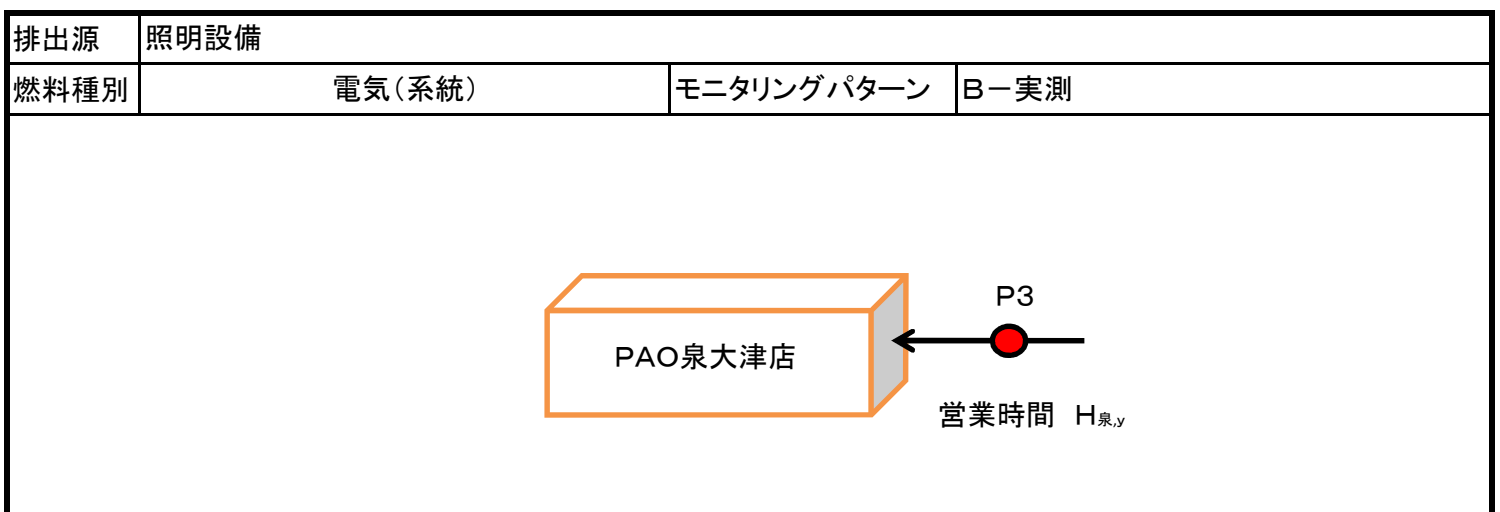 排出源 照明設備
燃料種別 電気(系統) モニタリングパターン B－実測
P3
PAO泉大津店
営業時間 H泉,y